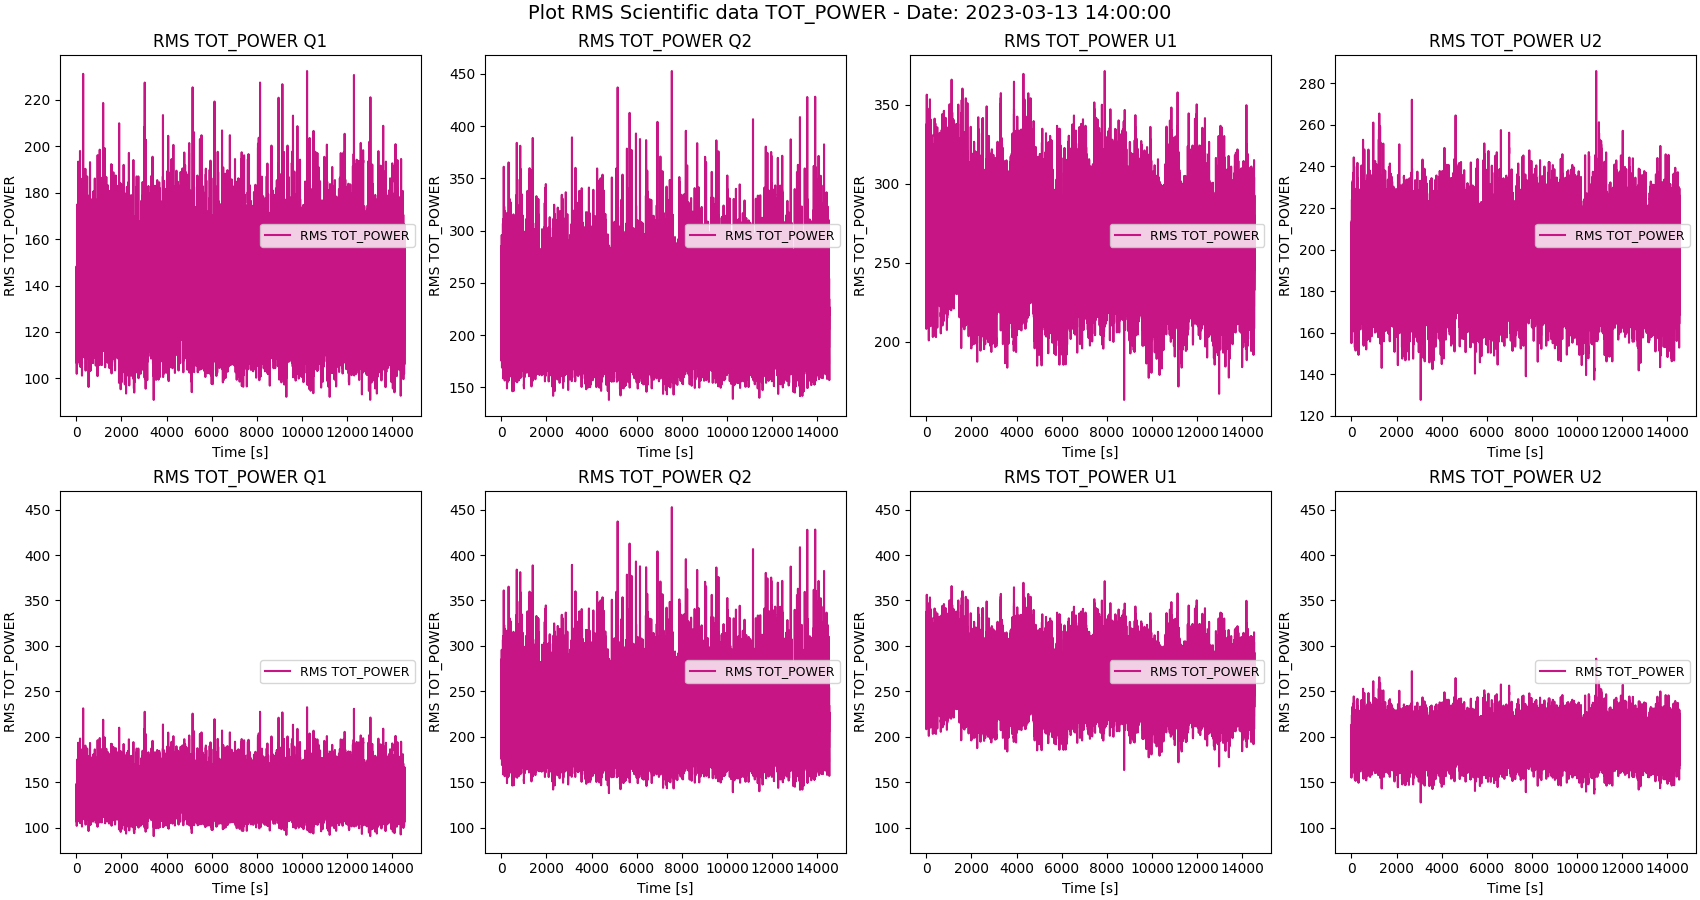 Plot RMS Scientific data TOT_POWER - Date: 2023-03-13 14:00:00
RMS TOT_POWER Q1
RMS TOT_POWER
220
200
180
160
140
120
100
RMS TOT_POWER
0 2000 4000 6000 8000 10000 12000 14000
Time [s]
RMS TOT_POWER Q2
RMS TOT_POWER
450
400
350
300
250
200
150
RMS TOT_POWER
0 2000 4000 6000 8000 10000 12000 14000
Time [s]
RMS TOT_POWER U1
RMS TOT_POWER
350
300
250
200
RMS TOT_POWER
0 2000 4000 6000 8000 10000 12000 14000
Time [s]
RMS TOT_POWER U2
RMS TOT_POWER
280
260
240
220
200
180
160
140
120
RMS TOT_POWER
0 2000 4000 6000 8000 10000 12000 14000
Time [s]
RMS TOT_POWER Q1
RMS TOT_POWER
450
400
350
300
250
200
150
100
RMS TOT_POWER
0 2000 4000 6000 8000 10000 12000 14000
Time [s]
RMS TOT_POWER Q2
RMS TOT_POWER
450
400
350
300
250
200
150
100
RMS TOT_POWER
0 2000 4000 6000 8000 10000 12000 14000
Time [s]
RMS TOT_POWER U1
RMS TOT_POWER
450
400
350
300
250
200
150
100
RMS TOT_POWER
0 2000 4000 6000 8000 10000 12000 14000
Time [s]
RMS TOT_POWER U2
RMS TOT_POWER
450
400
350
300
250
200
150
100
RMS TOT_POWER
0 2000 4000 6000 8000 10000 12000 14000
Time [s]